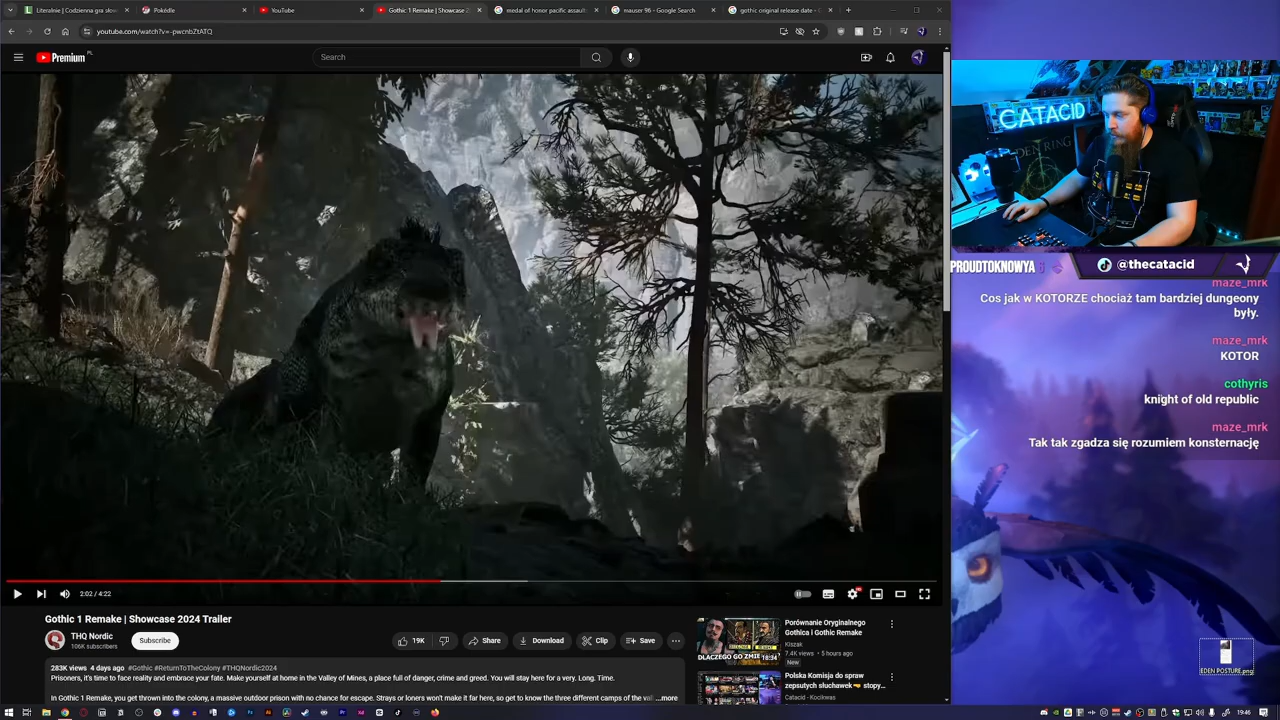 Literalnie | Codzienna gra słow
Pokédle
YouTube
Gothic 1 Remake | Showcase 2
medal of honor pacific assault
mauser 96 - Google Search
gothic original release date - G
youtube.com/watch?v=-pwcnbZtATQ
Premium PL
Search
CATACID
ELDEN RING
PROUDTOKNOWYA
@thecatacid
maze_mrk
Cos jak w KOTORZE chociaż tam bardziej dungeony
były.
maze_mrk
KOTOR
cothyris
knight of old republic
maze_mrk
Tak tak zgadza się rozumiem konsternację
2:02 / 4:22
Gothic 1 Remake | Showcase 2024 Trailer
THQ Nordic
106K subscribers
Subscribe
19K
Share
Download
Clip
Save
283K views 4 days ago #Gothic #ReturnToTheColony #THQNordic2024
Prisoners, it's time to face reality and embrace your fate. Make yourself at home in the Valley of Mines, a place full of danger, crime and greed. You will stay here for a very. Long. Time.
In Gothic 1 Remake you get thrown into the colony, a massive outdoor prison with no chance for escape. Strays or loners won't make it for here, so get to know the three different camps of the val ...more
DLACZEGO GO ZMIE
18:34
Porównanie Oryginalnego
Gothica i Gothic Remake
Kiszak
7.4K views • 5 hours ago
New
Polska Komisja do spraw
zepsutych słuchawek stopy...
Catacid - Kocikwas
EDEN POSTURE.png
19:46